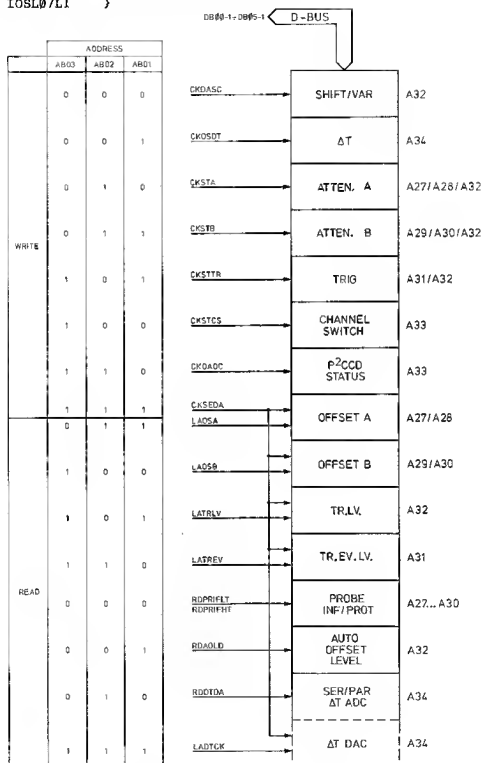 IOSLØ/LI }
DBØØ-1÷DBØ5-1 D-BUS
ADDRESS
AB03 AB02 AB01
WRITE
0 0 0 CKDASC SHIFT/VAR A32
0 0 1 CKOSDT ΔT A34
0 1 0 CKSTA ATTEN. A A27/A28/A32
0 1 1 CKSTB ATTEN. B A29/A30/A32
1 0 1 CKSTTR TRIG A31/A32
1 0 0 CKSTCS CHANNEL SWITCH A33
1 1 0 CKDADC P²CCD STATUS A33
1 1 1 CKSEDA
READ
0 1 1 LAOSA OFFSET A A27/A28
1 0 0 LAOSB OFFSET B A29/A30
1 0 1 LATRLV TR.LV. A32
1 1 0 LATREV TR.EV.LV. A31
0 0 0 RDPRIFLT RDPRIFHT PROBE INF/PROT A27...A30
0 0 1 RDAOLD AUTO OFFSET LEVEL A32
0 1 0 RDDTDA SER/PAR ΔT ADC A34
1 1 1 LADTCK ΔT DAC A34